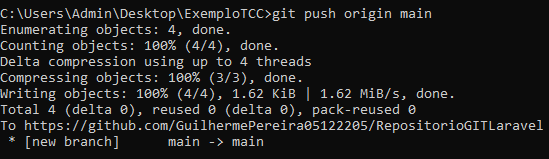 C:\Users\Admin\Desktop\ExemploTCC>git push origin main
Enumerating objects: 4, done.
Counting objects: 100% (4/4), done.
Delta compression using up to 4 threads
Compressing objects: 100% (3/3), done.
Writing objects: 100% (4/4), 1.62 KiB | 1.62 MiB/s, done.
Total 4 (delta 0), reused 0 (delta 0), pack-reused 0
To https://github.com/GuilhermePereira05122205/RepositorioGITLaravel
 * [new branch]      main -> main